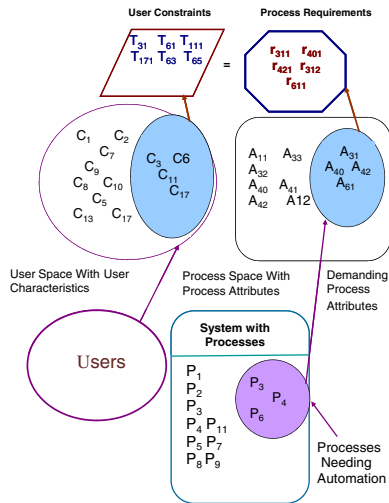 User Constraints
Process Requirements
T31 T61 T111
T171 T63 T65
=
r311 r401
r421 r312
r611
C1 C2
C7
C9
C8 C10
C5
C13 C17
C3 C6
C11
C17
A11 A33
A32
A40 A41
A42 A12
A31
A40 A42
A61
User Space With User
Characteristics
Process Space With
Process Attributes
Demanding
Process
Attributes
Users
System with
Processes
P1
P2
P3
P4 P11
P5 P7
P8 P9
P3
P4
P6
Processes
Needing
Automation